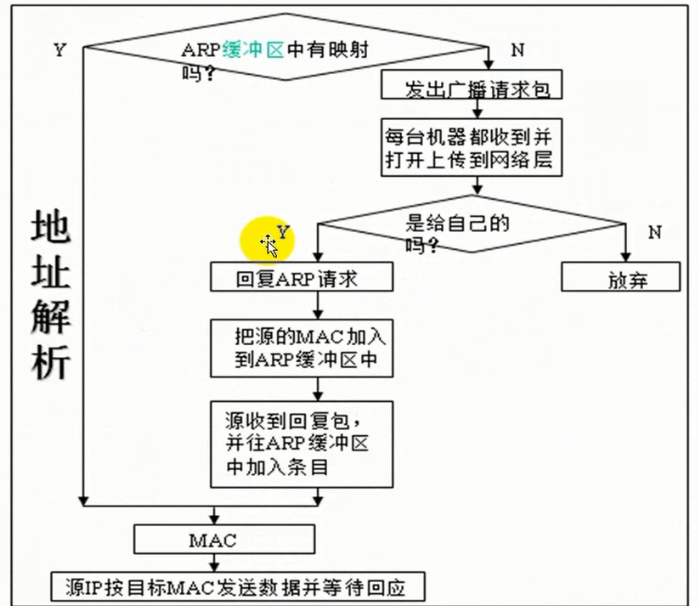 Y
ARP缓冲区中有映射
吗？
N
发出广播请求包
每台机器都收到并
打开上传到网络层
地址解析
Y
是给自己的
吗？
N
回复ARP请求
放弃
把源的MAC加入
到ARP缓冲区中
源收到回复包，
并往ARP缓冲区
中加入条目
MAC
源IP按目标MAC发送数据并等待回应